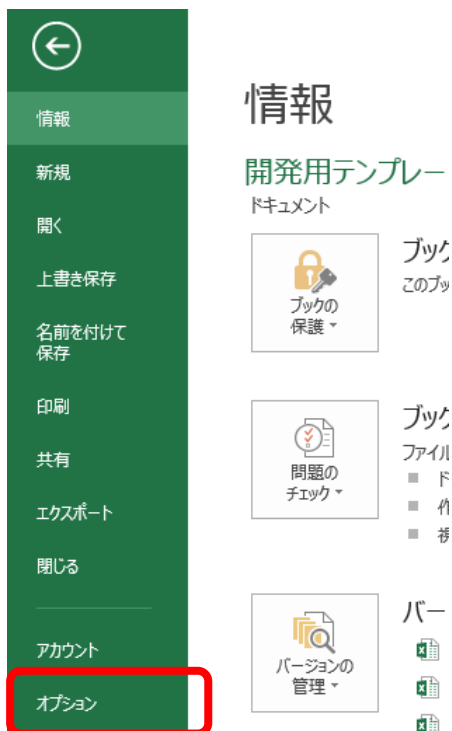 情報
新規
開く
上書き保存
名前を付けて
保存
印刷
共有
エクスポート
閉じる
アカウント
オプション
情報
開発用テンプレー
ドキュメント
ブックの
保護
ブック
このブッ
問題の
チェック
ブック
ファイル
バージョンの
管理
バー